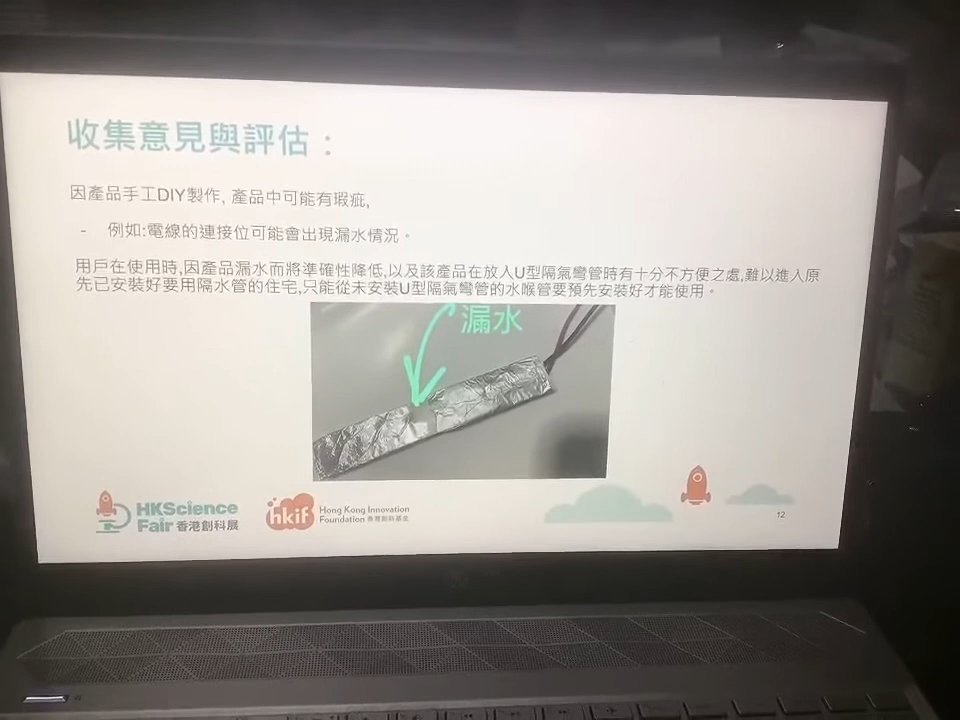 收集意見與評估：
因產品手工DIY製作, 產品中可能有瑕疵,
- 例如:電線的連接位可能會出現漏水情況。
用戶在使用時,因產品漏水而將準確性降低,以及該產品在放入U型隔氣彎管時有十分不方便之處,難以進入原
先已安裝好要用隔水管的住宅,只能從未安裝U型隔氣彎管的水喉管要預先安裝好才能使用。
漏水
HKScience
Fair 香港創科展
hkif
Hong Kong Innovation
Foundation 香港創新基金
12